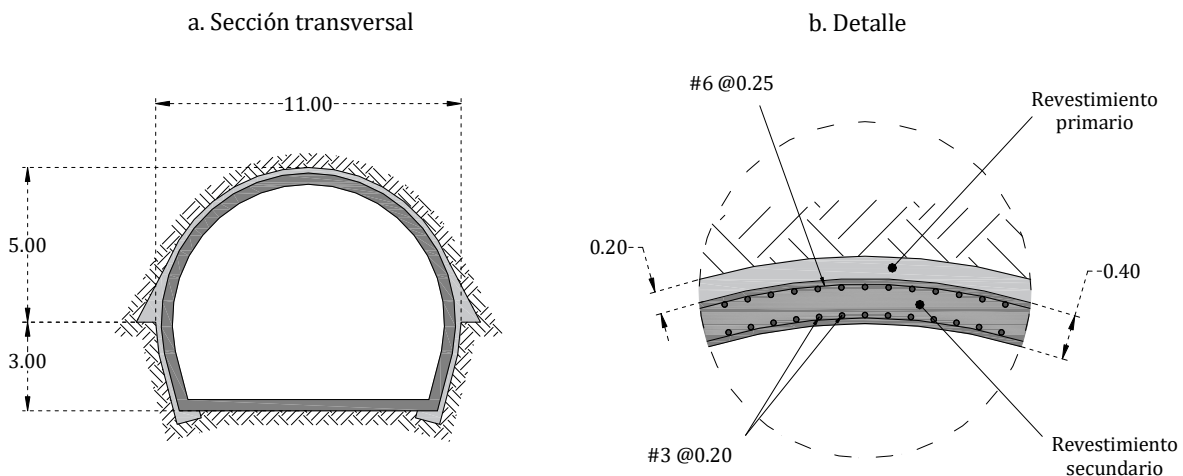 a. Sección transversal
11.00
5.00
3.00
b. Detalle
#6 @0.25
Revestimiento
primario
0.20
0.40
#3 @0.20
Revestimiento
secundario